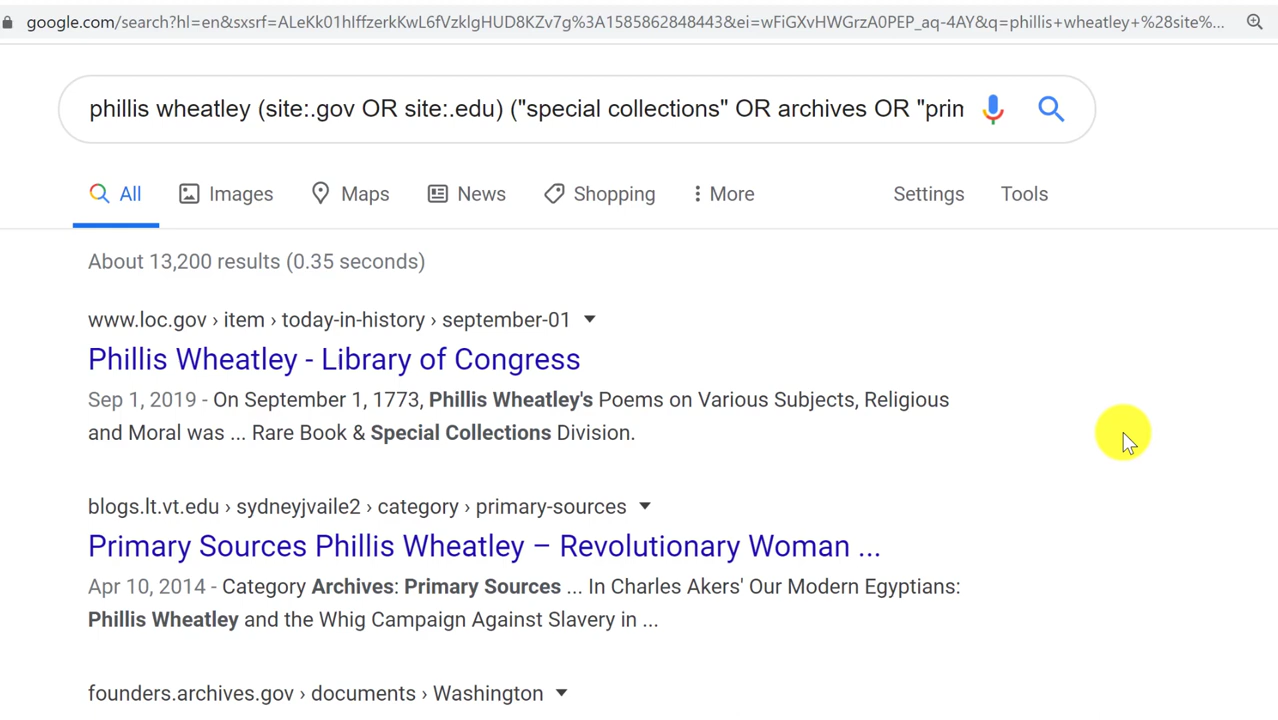 google.com/search?hl=en&sxsrf=ALeKk01hIffzerkKwL6fVzklgHUD8KZv7g%3A1585862848443&ei=wFiGXvHWGrzA0PEP_aq-4AY&q=phillis+wheatley+%28site%...
phillis wheatley (site:.gov OR site:.edu) ("special collections" OR archives OR "prin
All Images Maps News Shopping More Settings Tools
About 13,200 results (0.35 seconds)
www.loc.gov › item › today-in-history › september-01
Phillis Wheatley - Library of Congress
Sep 1, 2019 - On September 1, 1773, Phillis Wheatley's Poems on Various Subjects, Religious
and Moral was ... Rare Book & Special Collections Division.
blogs.lt.vt.edu › sydneyjvaile2 › category › primary-sources
Primary Sources Phillis Wheatley – Revolutionary Woman ...
Apr 10, 2014 - Category Archives: Primary Sources ... In Charles Akers' Our Modern Egyptians:
Phillis Wheatley and the Whig Campaign Against Slavery in ...
founders.archives.gov › documents › Washington